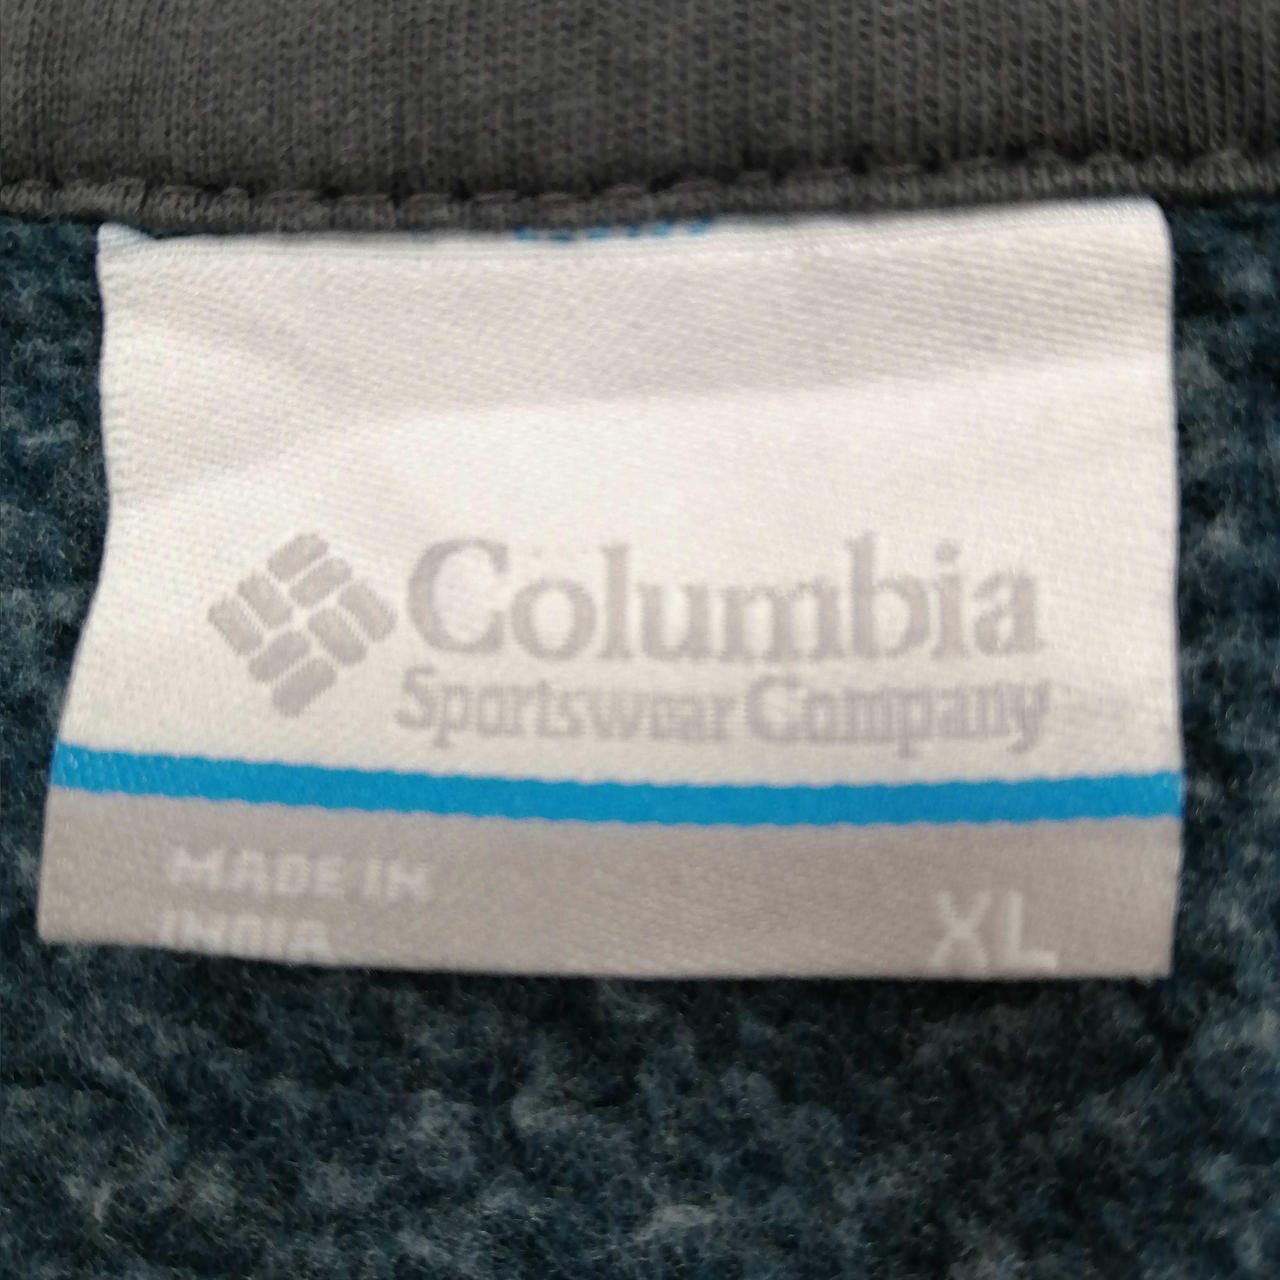 Columbia
Sportswear Company
MADE IN
INDIA
XL